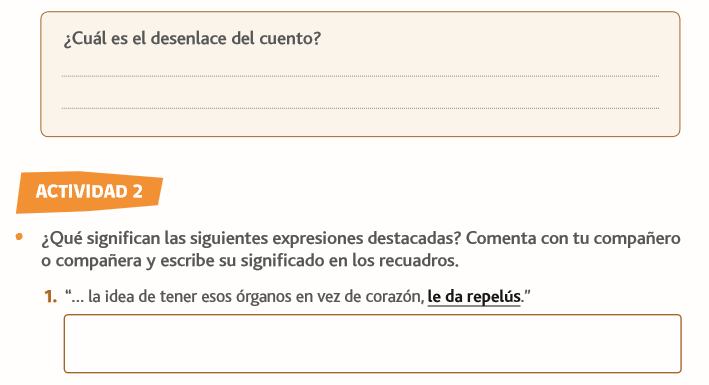 ¿Cuál es el desenlace del cuento?
ACTIVIDAD 2
• ¿Qué significan las siguientes expresiones destacadas? Comenta con tu compañero
o compañera y escribe su significado en los recuadros.
1. “... la idea de tener esos órganos en vez de corazón, le da repelús.”